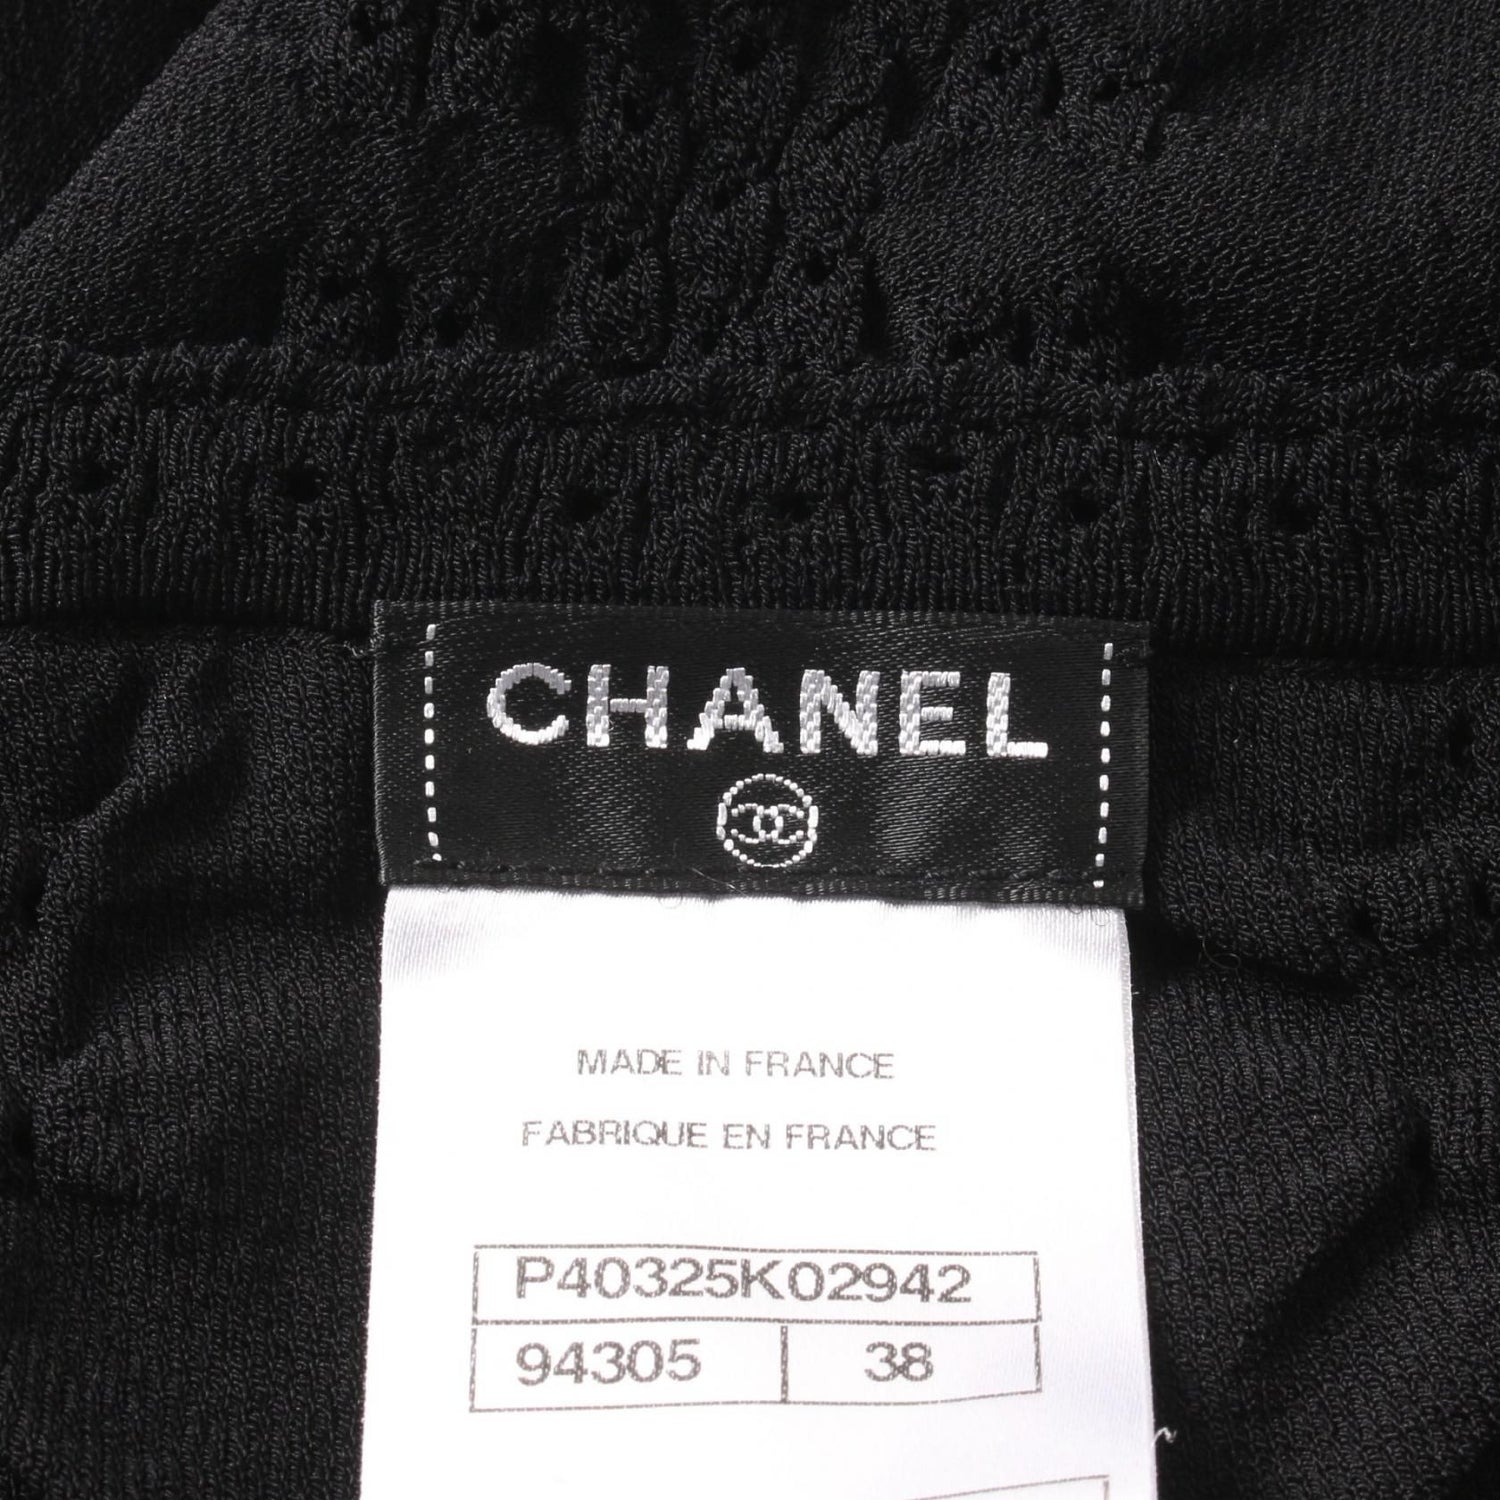 CHANEL
MADE IN FRANCE
FABRIQUE EN FRANCE
P40325K02942
94305 38